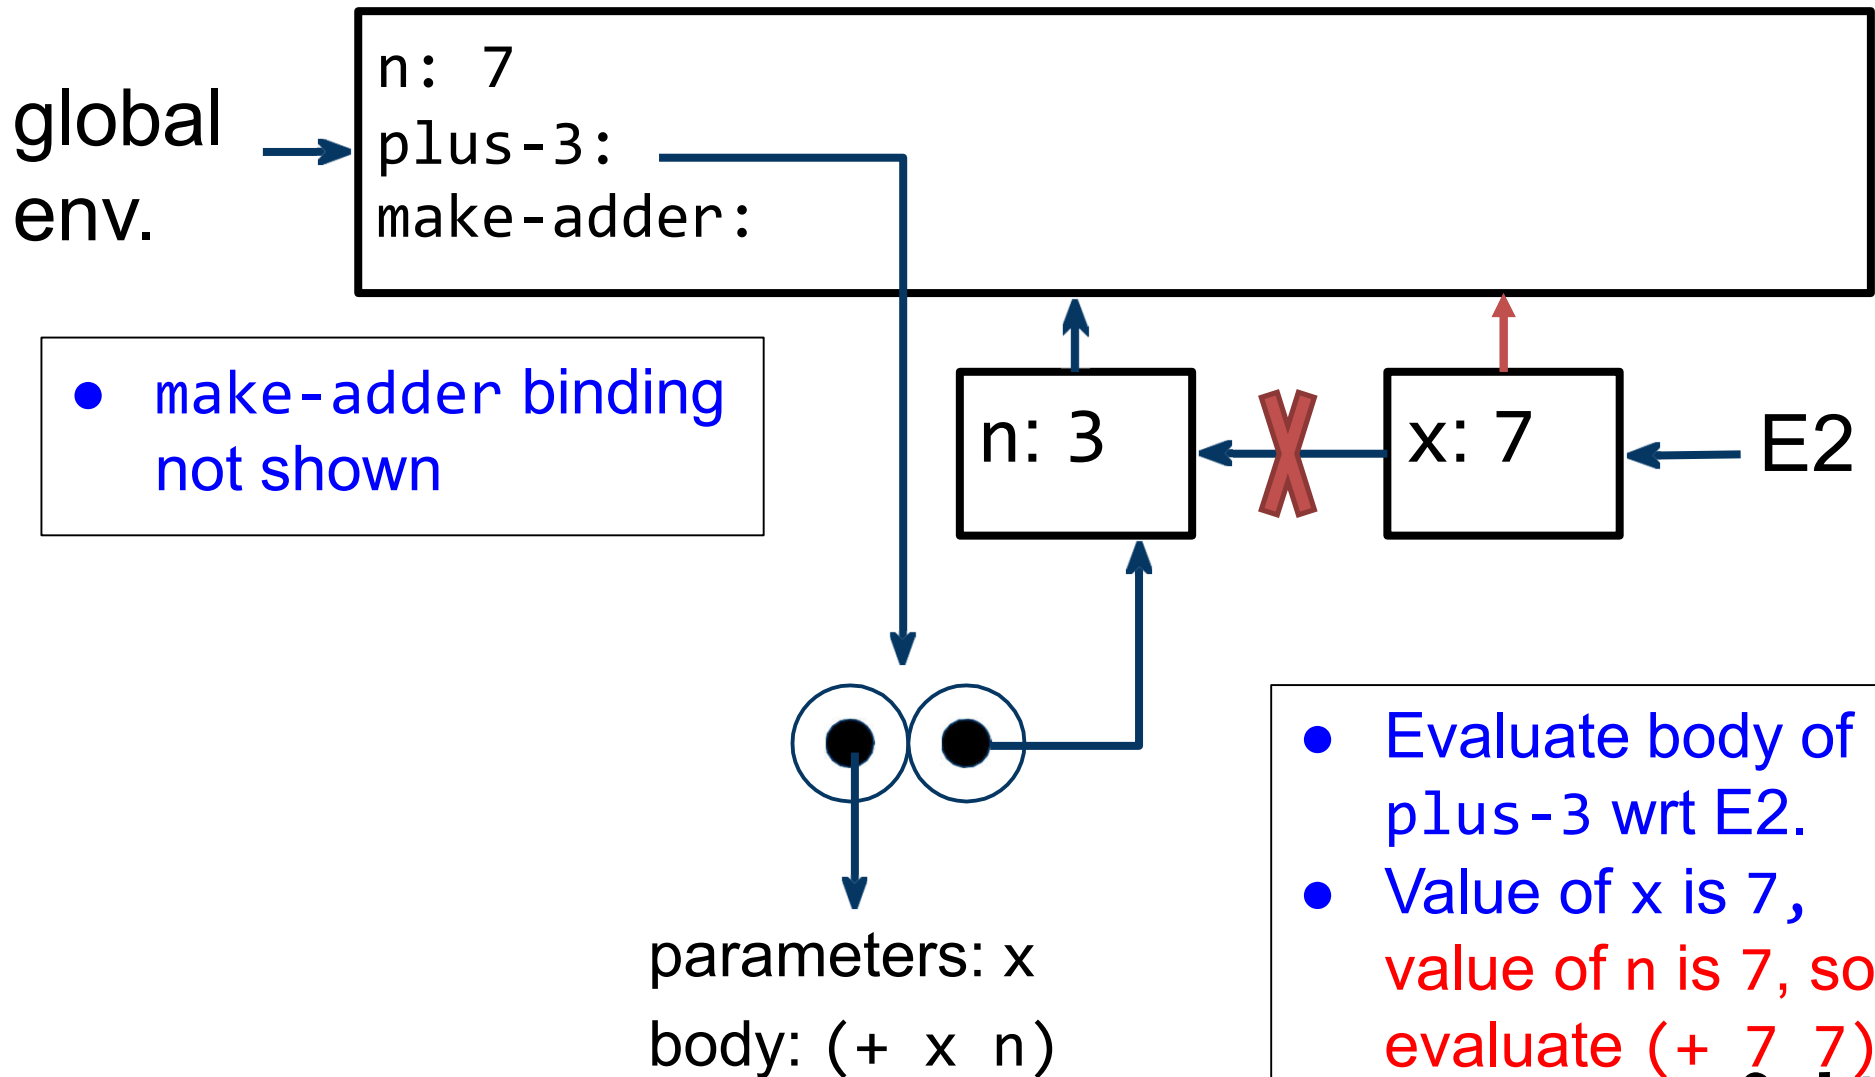 global
env.
n: 7
plus-3:
make-adder:
● make-adder binding
not shown
n: 3
x: 7
E2
parameters: x
body: (+ x n)
● Evaluate body of
plus-3 wrt E2.
● Value of x is 7,
value of n is 7, so
evaluate (+ 7 7)